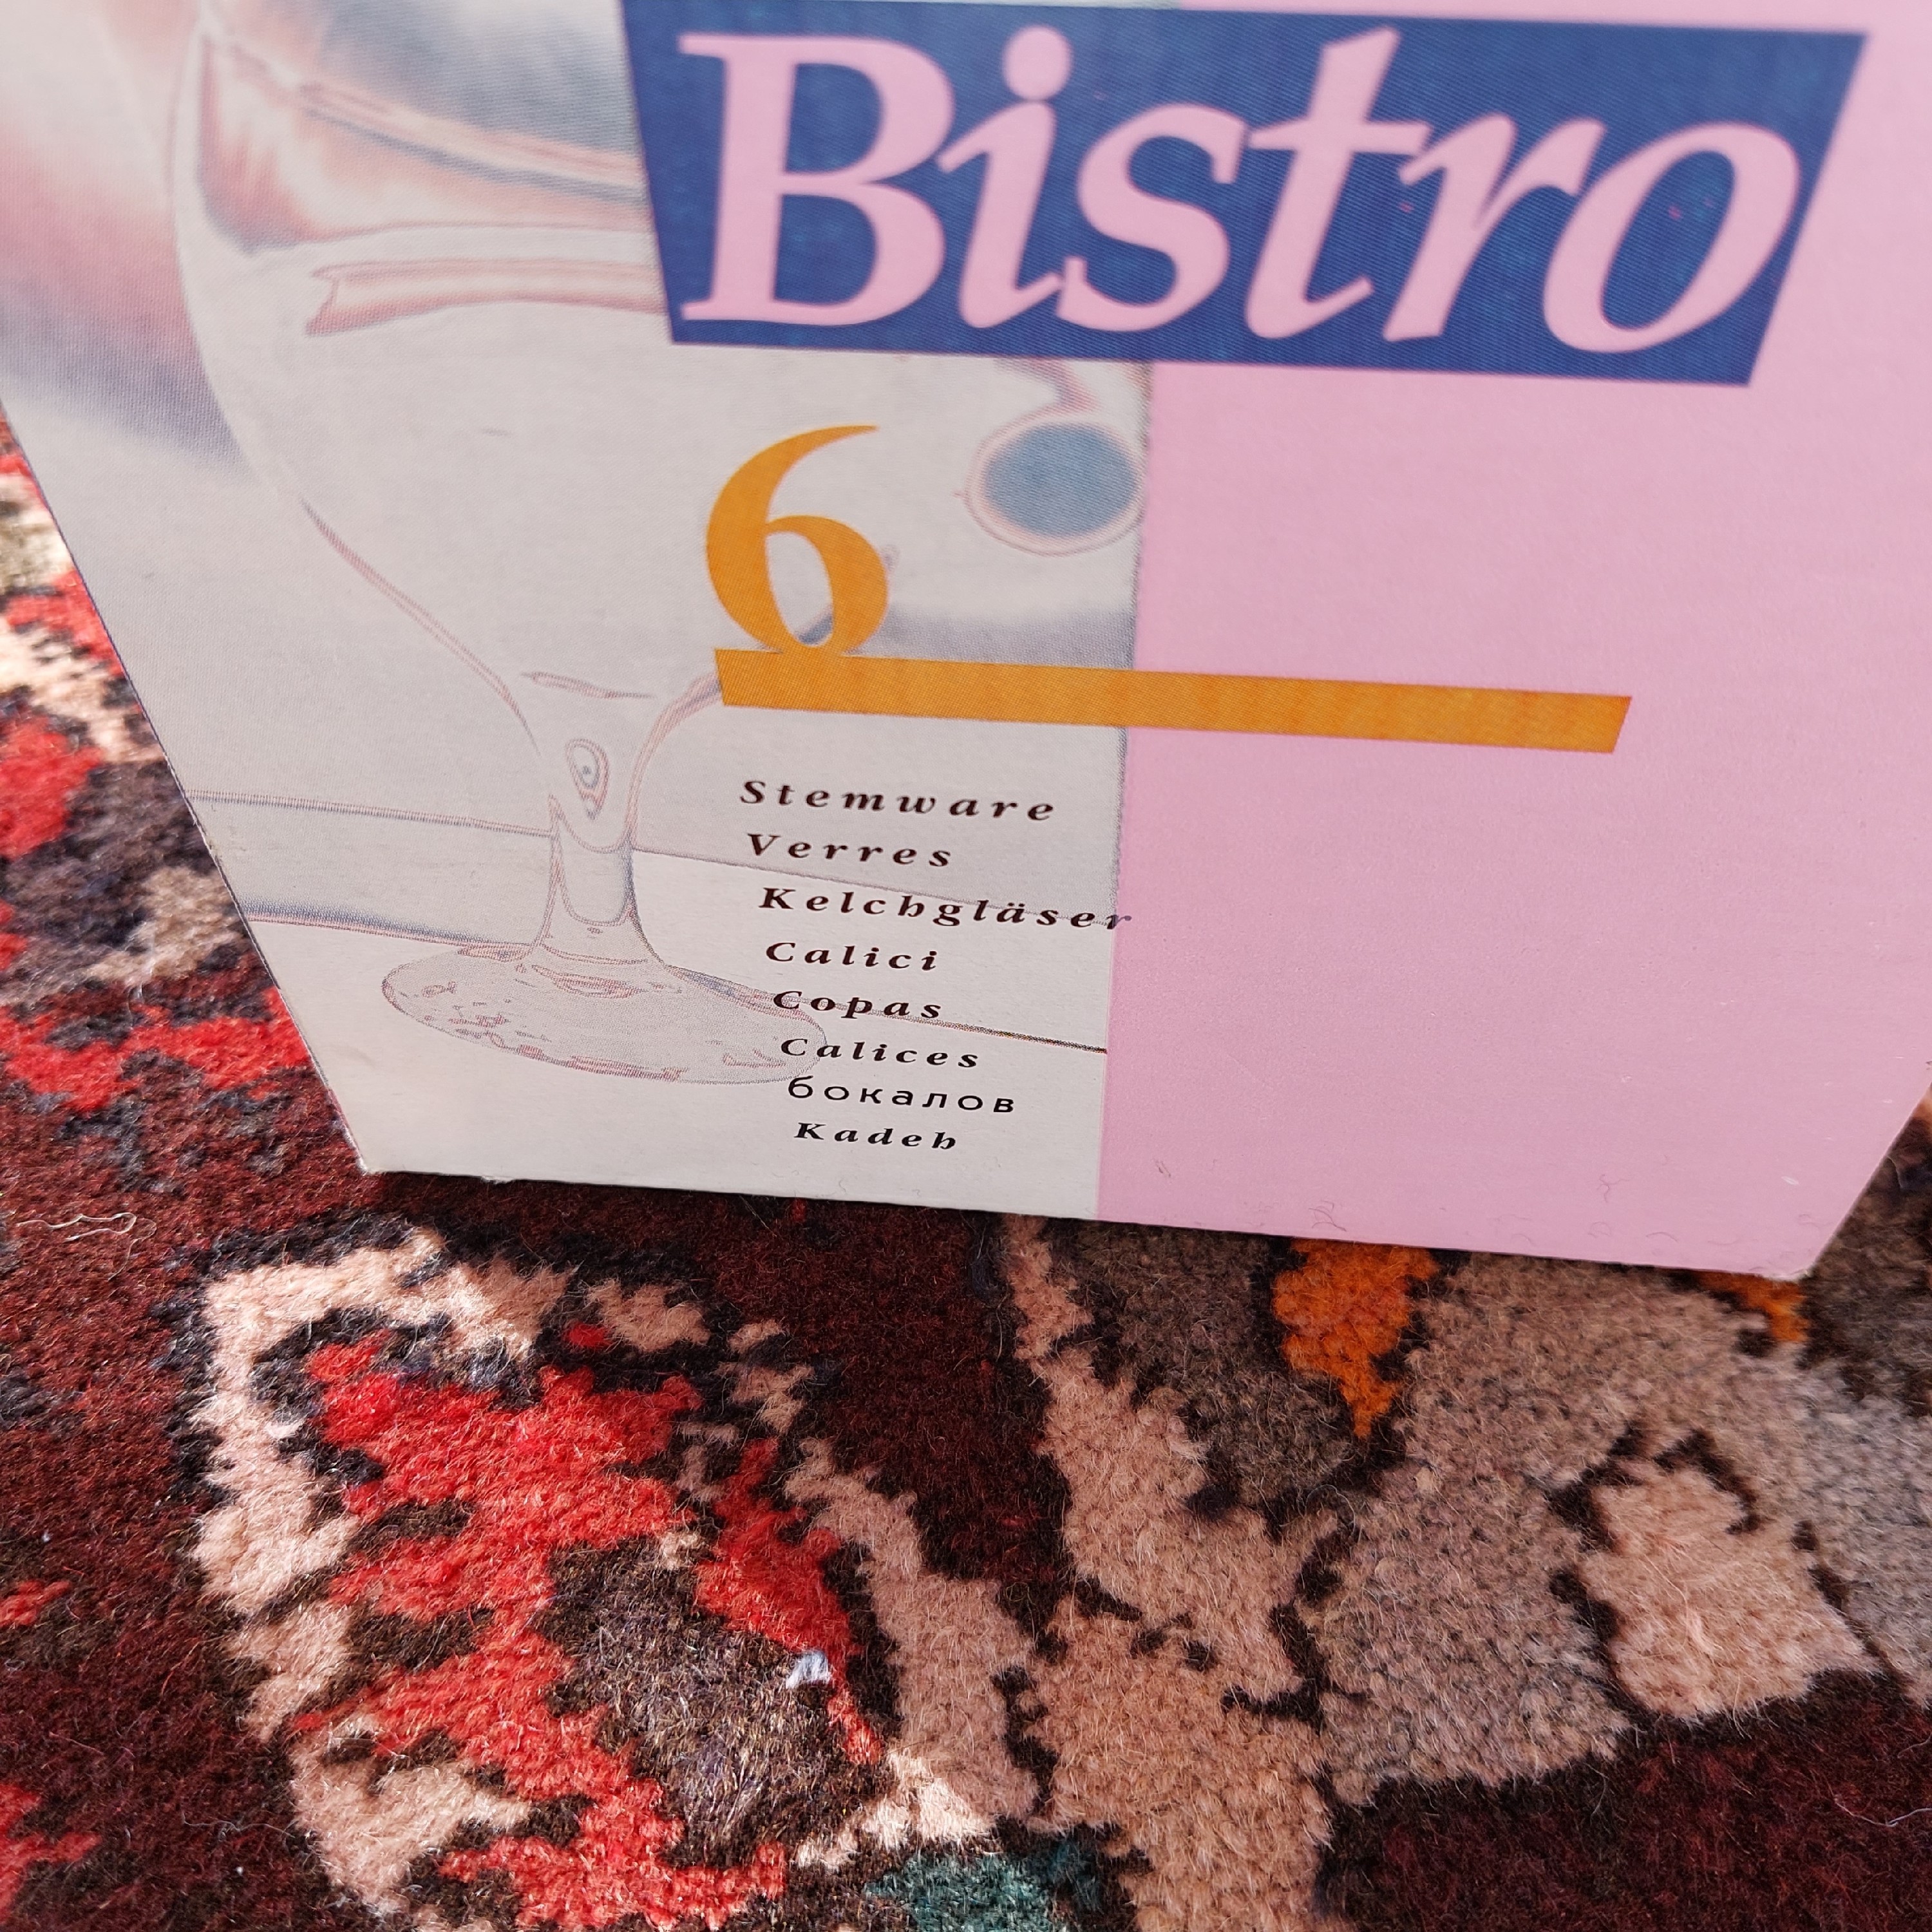 Bistro
6
Stemware
Verres
Kelchgläser
Calici
Copas
Calices
бокалов
Kadeh